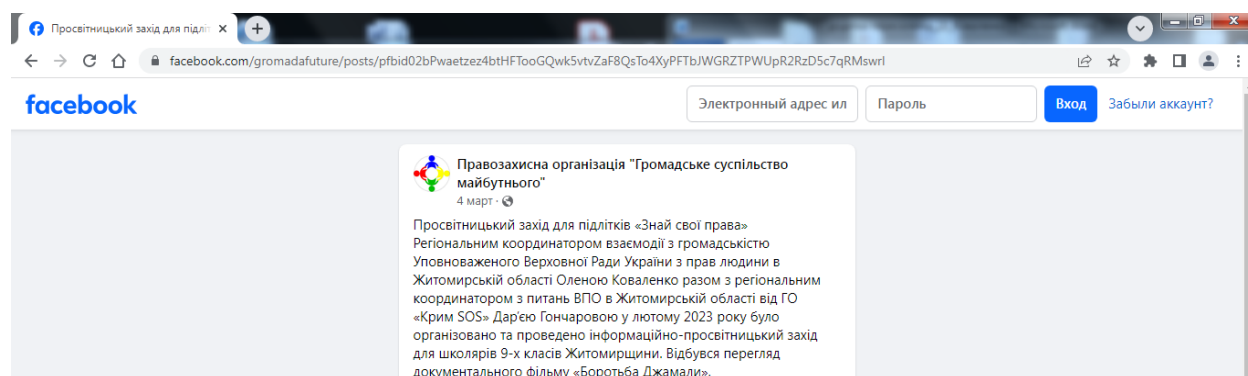 Просвітницький захід для підліт
facebook.com/gromadafuture/posts/pfbid02bPwaetzez4btHFTooGQwk5vtvZaF8QsTo4XyPFTbJWGRZTPWUpR2RzD5c7qRMswrl
facebook
Электронный адрес ил
Пароль
Вход
Забыли аккаунт?
Правозахисна організація "Громадське суспільство
майбутнього"
4 март ·
Просвітницький захід для підлітків «Знай свої права»
Регіональним координатором взаємодії з громадськістю
Уповноваженого Верховної Ради України з прав людини в
Житомирській області Оленою Коваленко разом з регіональним
координатором з питань ВПО в Житомирській області від ГО
«Крим SOS» Дар'єю Гончаровою у лютому 2023 року було
організовано та проведено інформаційно-просвітницький захід
для школярів 9-х класів Житомирщини. Відбувся перегляд
документального фільму «Боротьба Джамали».